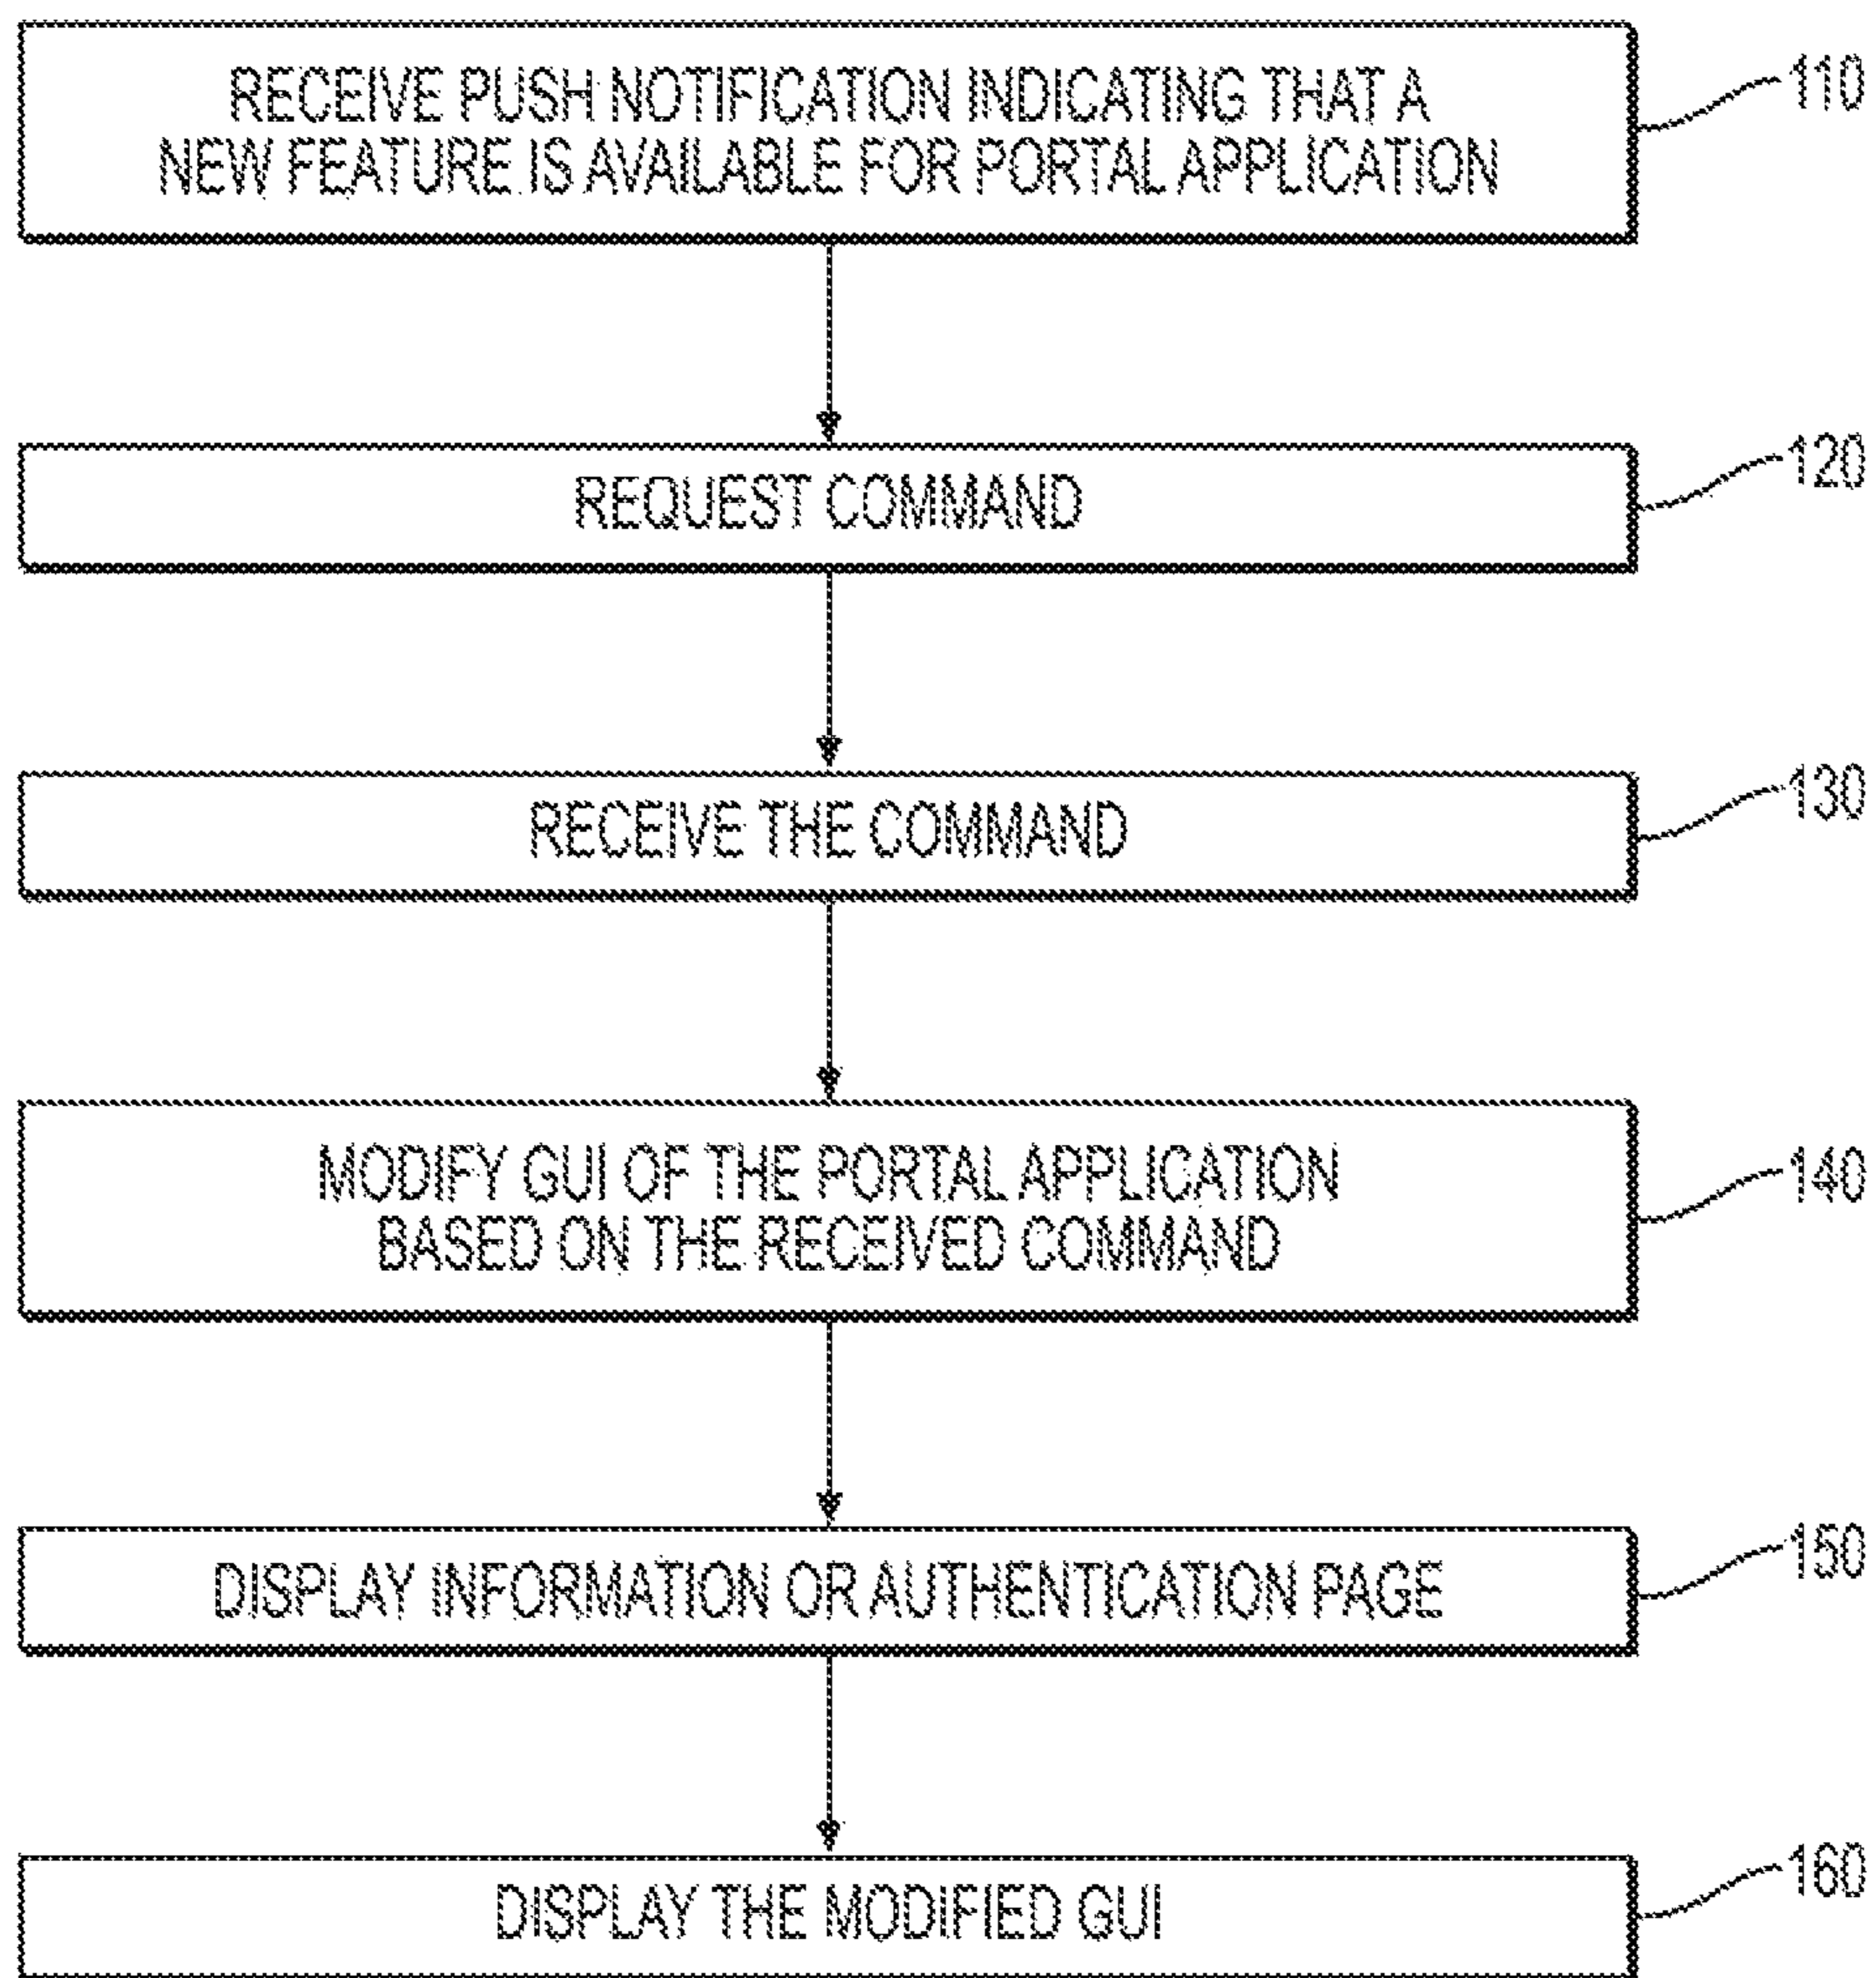 RECEIVE PUSH NOTIFICATION INDICATING THAT A
NEW FEATURE IS AVAILABLE FOR PORTAL APPLICATION
110
REQUEST COMMAND
120
RECEIVE THE COMMAND
130
MODIFY GUI OF THE PORTAL APPLICATION
BASED ON THE RECEIVED COMMAND
140
DISPLAY INFORMATION OR AUTHENTICATION PAGE
150
DISPLAY THE MODIFIED GUI
160